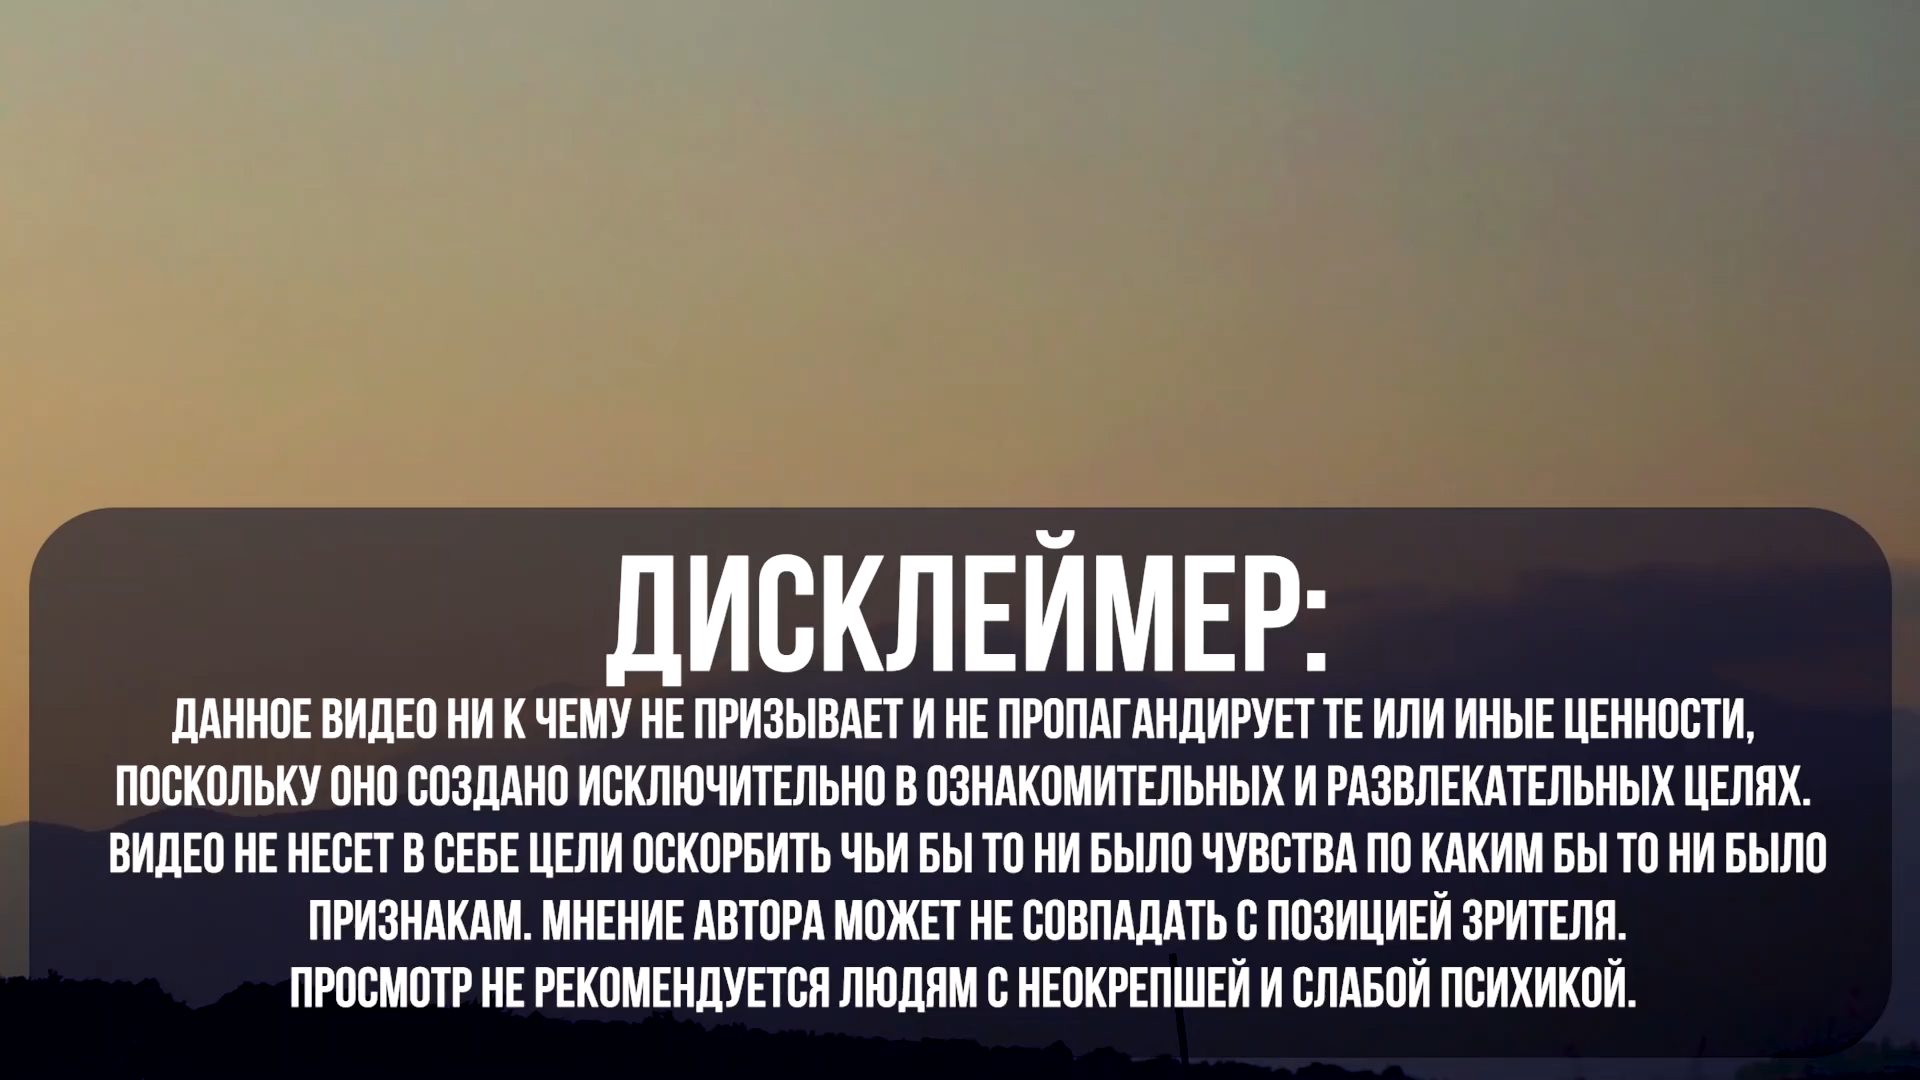 ДИСКЛЕЙМЕР:
ДАННОЕ ВИДЕО НИ К ЧЕМУ НЕ ПРИЗЫВАЕТ И НЕ ПРОПАГАНДИРУЕТ ТЕ ИЛИ ИНЫЕ ЦЕННОСТИ,
ПОСКОЛЬКУ ОНО СОЗДАНО ИСКЛЮЧИТЕЛЬНО В ОЗНАКОМИТЕЛЬНЫХ И РАЗВЛЕКАТЕЛЬНЫХ ЦЕЛЯХ.
ВИДЕО НЕ НЕСЕТ В СЕБЕ ЦЕЛИ ОСКОРБИТЬ ЧЬИ БЫ ТО НИ БЫЛО ЧУВСТВА ПО КАКИМ БЫ ТО НИ БЫЛО
ПРИЗНАКАМ. МНЕНИЕ АВТОРА МОЖЕТ НЕ СОВПАДАТЬ С ПОЗИЦИЕЙ ЗРИТЕЛЯ.
ПРОСМОТР НЕ РЕКОМЕНДУЕТСЯ ЛЮДЯМ С НЕОКРЕПШЕЙ И СЛАБОЙ ПСИХИКОЙ.